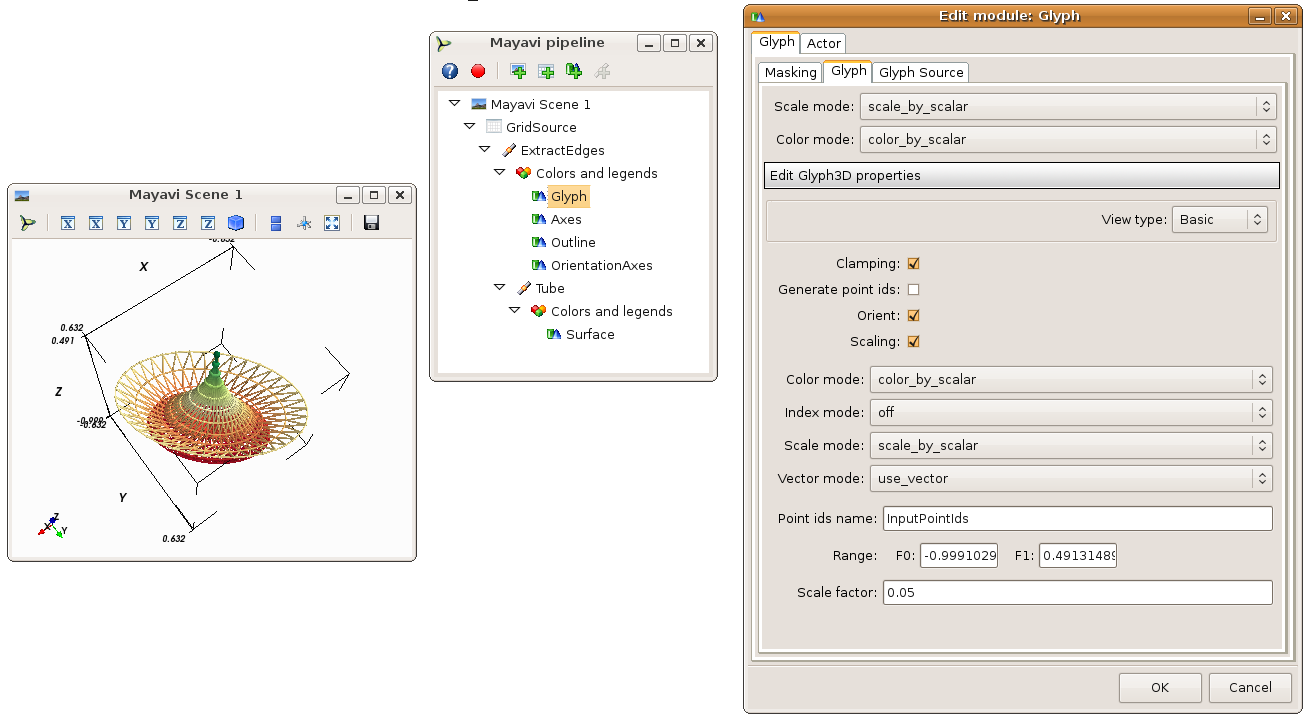 Mayavi Scene 1
X X Y Y Z Z
-0.632
X
0.632
0.491
Z
-0.632
Y
0.632
Z
X
Y
Mayavi pipeline
?
Mayavi Scene 1
GridSource
ExtractEdges
Colors and legends
Glyph
Axes
Outline
OrientationAxes
Tube
Colors and legends
Surface
Edit module: Glyph
Glyph Actor
Masking Glyph Glyph Source
Scale mode: scale_by_scalar
Color mode: color_by_scalar
Edit Glyph3D properties
View type: Basic
Clamping:
Generate point ids:
Orient:
Scaling:
Color mode: color_by_scalar
Index mode: off
Scale mode: scale_by_scalar
Vector mode: use_vector
Point ids name: InputPointIds
Range: F0: -0.9991029 F1: 0.4913148
Scale factor: 0.05
OK Cancel